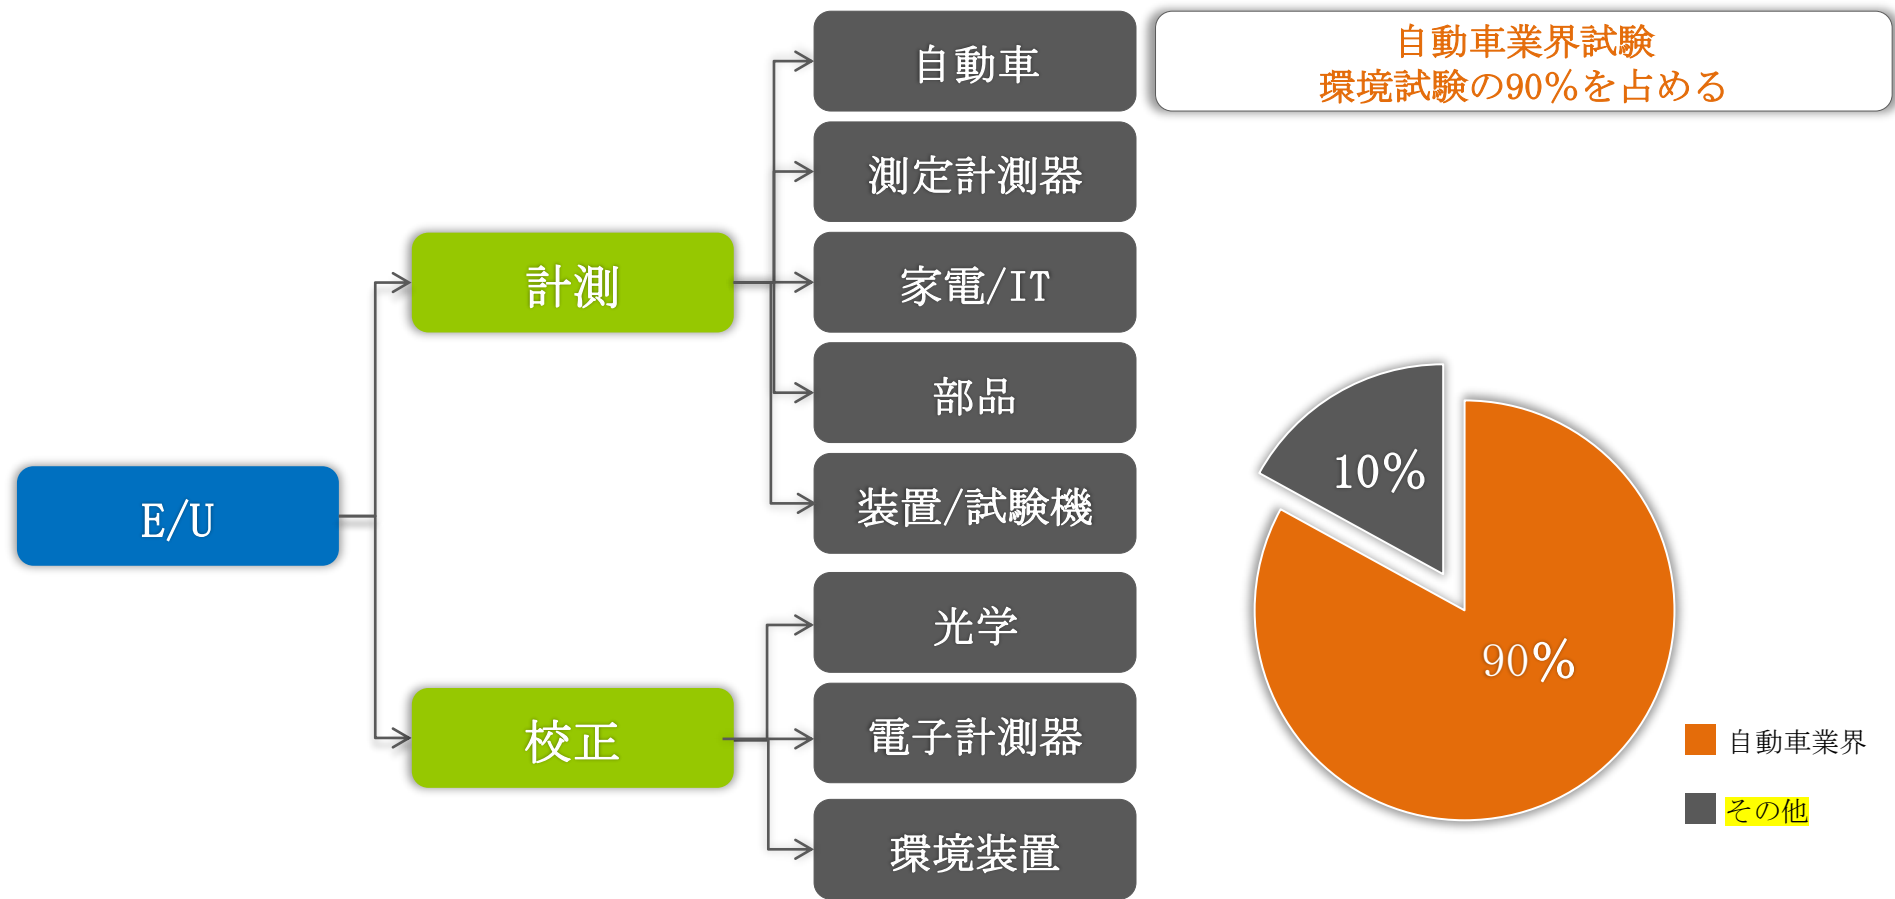 自動車
自動車業界試験
環境試験の90%を占める
測定計測器
計測
家電/IT
部品
E/U
装置/試験機
光学
校正
電子計測器
環境装置
10%
90%
自動車業界
その他